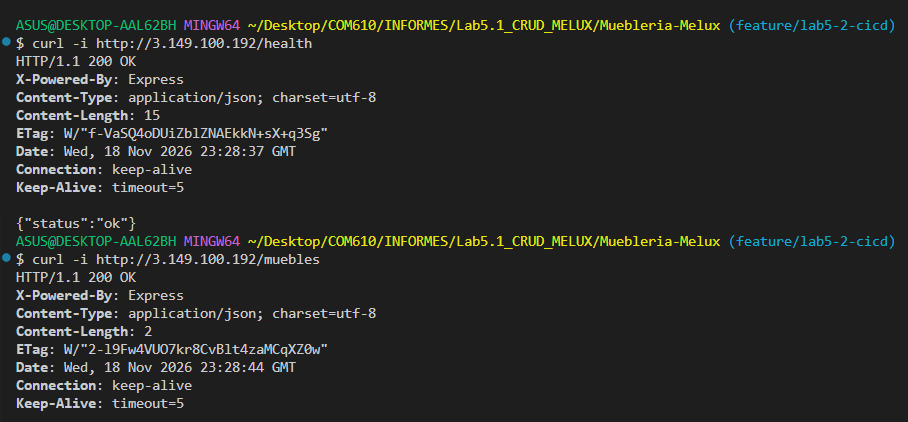 ASUS@DESKTOP-AAL62BH MINGW64 ~/Desktop/COM610/INFORMES/Lab5.1_CRUD_MELUX/Muebleria-Melux (feature/lab5-2-cicd)
$ curl -i http://3.149.100.192/health
HTTP/1.1 200 OK
X-Powered-By: Express
Content-Type: application/json; charset=utf-8
Content-Length: 15
ETag: W/"f-VaSQ4oDUiZblZNAEkkN+sX+q3Sg"
Date: Wed, 18 Nov 2026 23:28:37 GMT
Connection: keep-alive
Keep-Alive: timeout=5
{"status":"ok"}
ASUS@DESKTOP-AAL62BH MINGW64 ~/Desktop/COM610/INFORMES/Lab5.1_CRUD_MELUX/Muebleria-Melux (feature/lab5-2-cicd)
$ curl -i http://3.149.100.192/muebles
HTTP/1.1 200 OK
X-Powered-By: Express
Content-Type: application/json; charset=utf-8
Content-Length: 2
ETag: W/"2-l9Fw4VUO7kr8CvBlt4zaMCqXZ0w"
Date: Wed, 18 Nov 2026 23:28:44 GMT
Connection: keep-alive
Keep-Alive: timeout=5